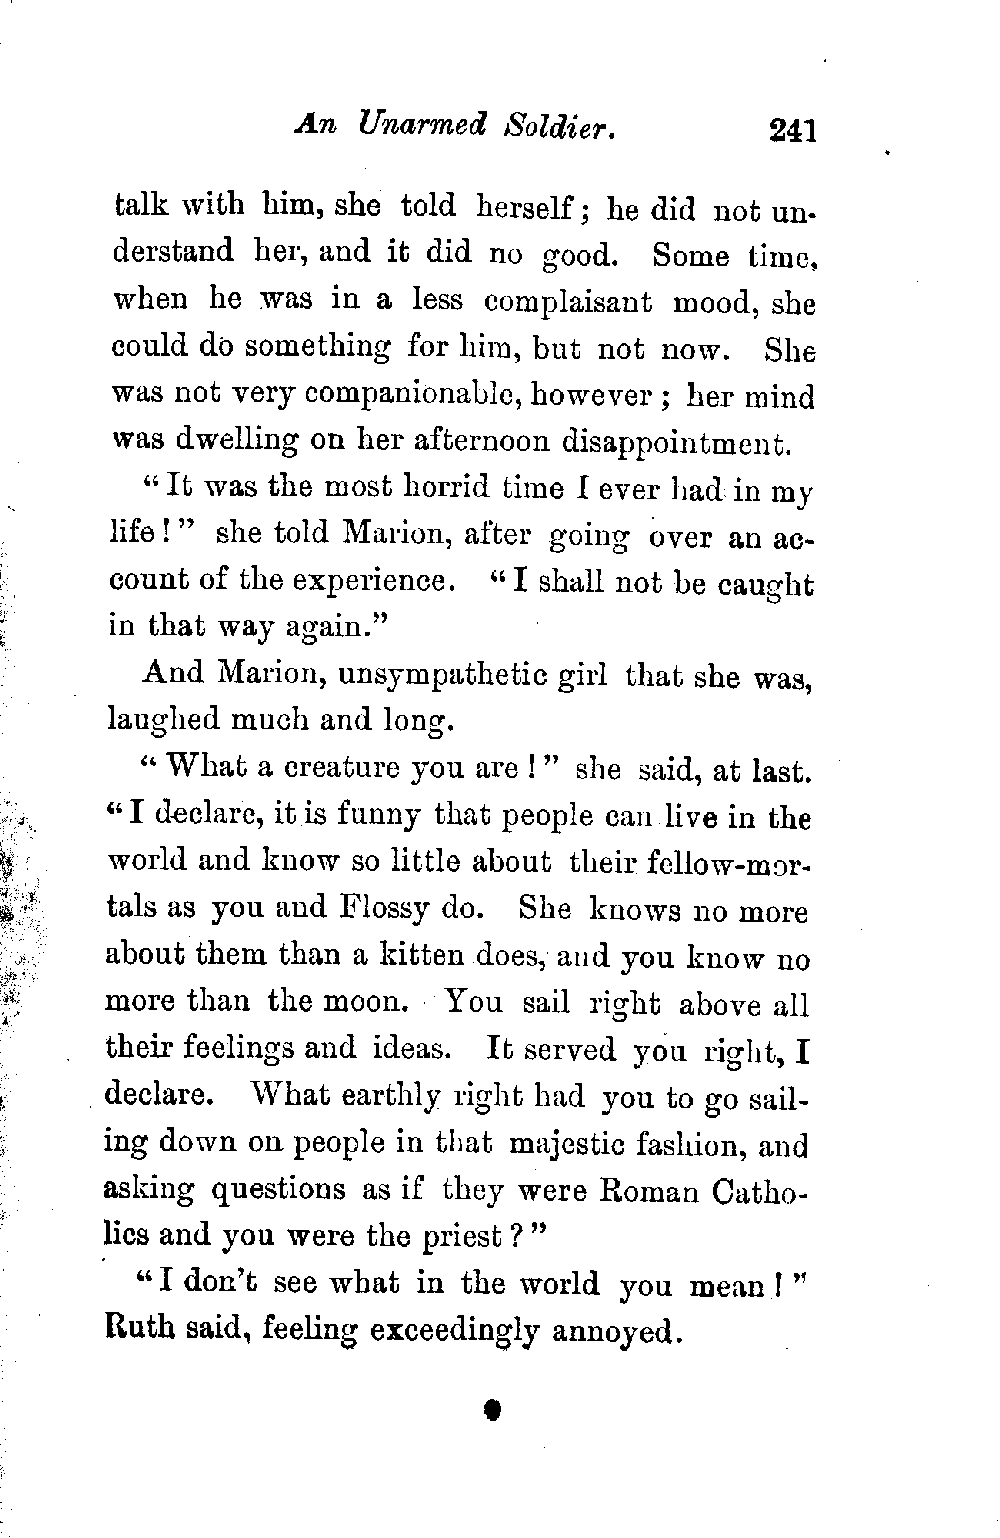 An Unarmed Soldier. 241
talk with him, she told herself; he did not un-
derstand her, and it did no good. Some time,
when he was in a less complaisant mood, she
could do something for him, but not now. She
was not very companionable, however; her mind
was dwelling on her afternoon disappointment.
"It was the most horrid time I ever had in my
life!" she told Marion, after going over an ac-
count of the experience. "I shall not be caught
in that way again."
And Marion, unsympathetic girl that she was,
laughed much and long.
"What a creature you are!" she said, at last.
"I declare, it is funny that people can live in the
world and know so little about their fellow-mor-
tals as you and Flossy do. She knows no more
about them than a kitten does, and you know no
more than the moon. You sail right above all
their feelings and ideas. It served you right, I
declare. What earthly right had you to go sail-
ing down on people in that majestic fashion, and
asking questions as if they were Roman Catho-
lics and you were the priest?"
"I don't see what in the world you mean!"
Ruth said, feeling exceedingly annoyed.